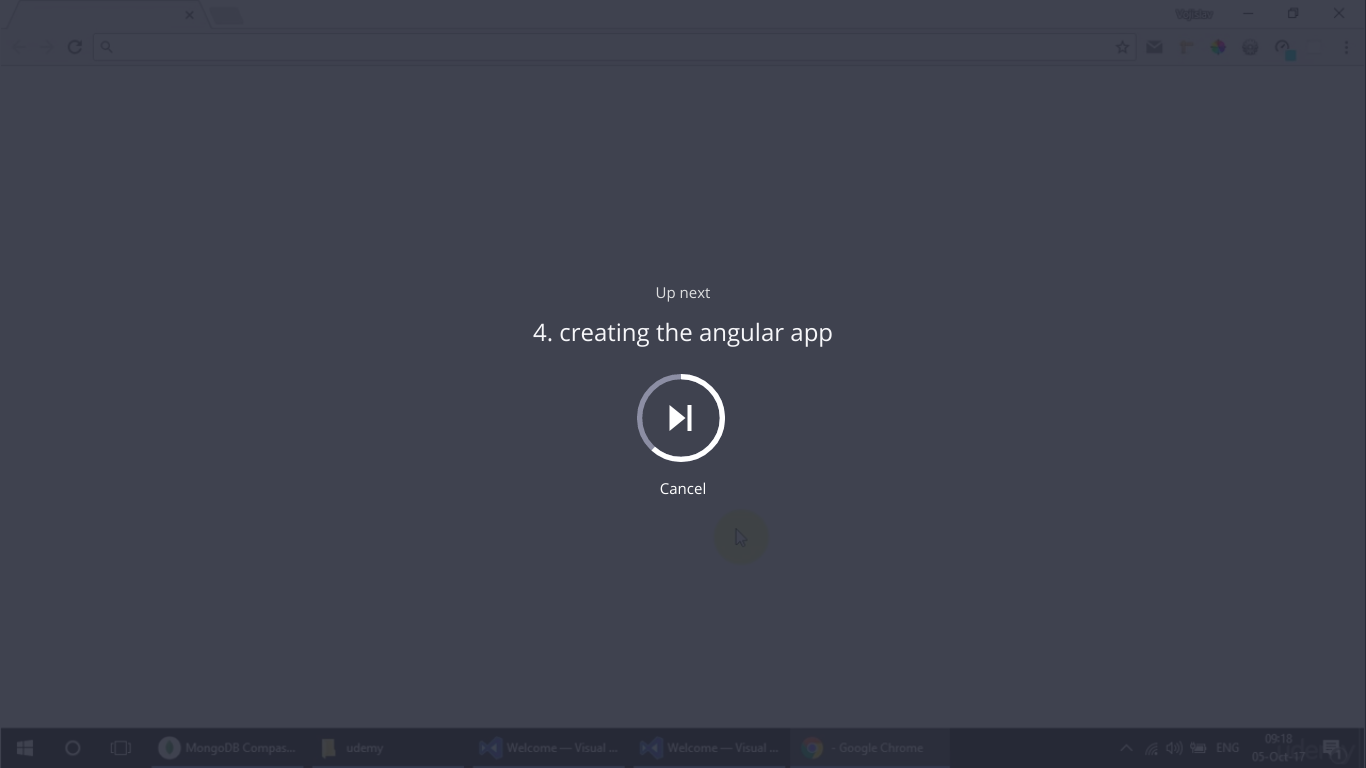 Up next
4. creating the angular app
Cancel
MongoDB Compas...
udemy
Welcome — Visual ...
Welcome — Visual ...
- Google Chrome
ENG
09:18
05-Oct-17
udemy